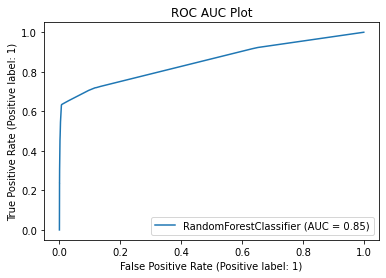 ROC AUC Plot
True Positive Rate (Positive label: 1)
1.0
0.8
0.6
0.4
0.2
0.0
RandomForestClassifier (AUC = 0.85)
0.0 0.2 0.4 0.6 0.8 1.0
False Positive Rate (Positive label: 1)